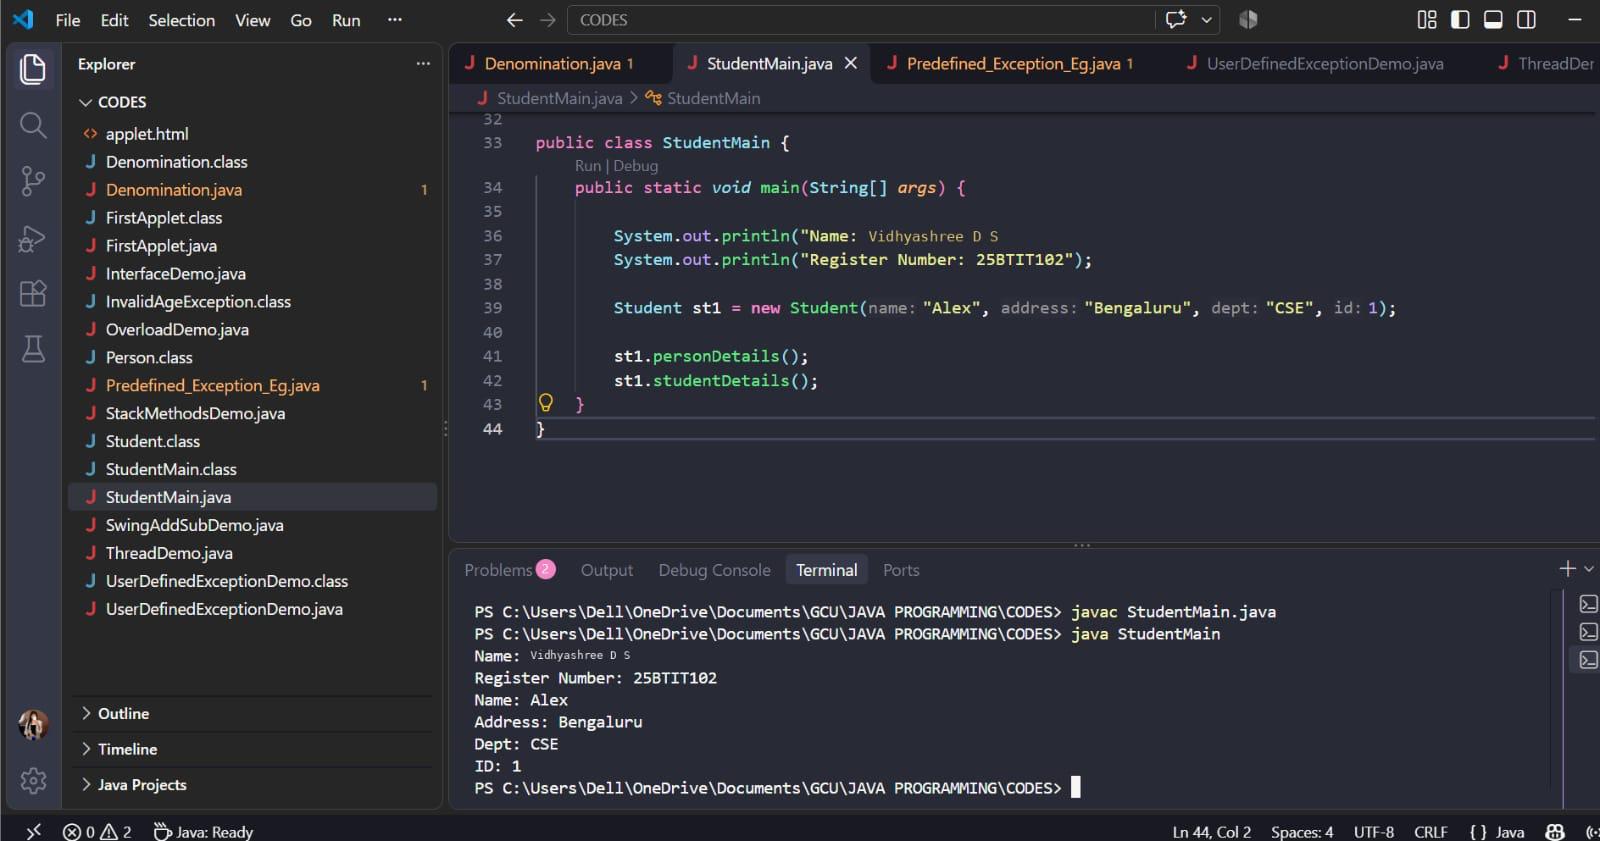 File Edit Selection View Go Run ···
CODES
Explorer ···
CODES
applet.html
Denomination.class
Denomination.java 1
FirstApplet.class
FirstApplet.java
InterfaceDemo.java
InvalidAgeException.class
OverloadDemo.java
Person.class
Predefined_Exception_Eg.java 1
StackMethodsDemo.java
Student.class
StudentMain.class
StudentMain.java
SwingAddSubDemo.java
ThreadDemo.java
UserDefinedExceptionDemo.class
UserDefinedExceptionDemo.java
Outline
Timeline
Java Projects
Denomination.java 1 StudentMain.java Predefined_Exception_Eg.java 1 UserDefinedExceptionDemo.java ThreadDer
StudentMain.java > StudentMain
32
33 public class StudentMain {
Run | Debug
34 public static void main(String[] args) {
35
36 System.out.println("Name: Vidhyashree D S
37 System.out.println("Register Number: 25BTIT102");
38
39 Student st1 = new Student(name: "Alex", address: "Bengaluru", dept: "CSE", id: 1);
40
41 st1.personDetails();
42 st1.studentDetails();
43 }
44 }
Problems 2 Output Debug Console Terminal Ports
PS C:\Users\Dell\OneDrive\Documents\GCU\JAVA PROGRAMMING\CODES> javac StudentMain.java
PS C:\Users\Dell\OneDrive\Documents\GCU\JAVA PROGRAMMING\CODES> java StudentMain
Name: Vidhyashree D S
Register Number: 25BTIT102
Name: Alex
Address: Bengaluru
Dept: CSE
ID: 1
PS C:\Users\Dell\OneDrive\Documents\GCU\JAVA PROGRAMMING\CODES>
0 2 Java: Ready Ln 44, Col 2 Spaces: 4 UTF-8 CRLF {} Java